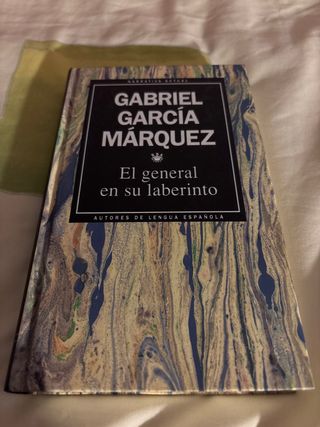 NARRATIVA ACTUAL
GABRIEL
GARCÍA
MÁRQUEZ
El general
en su laberinto
AUTORES DE LENGUA ESPAÑOLA